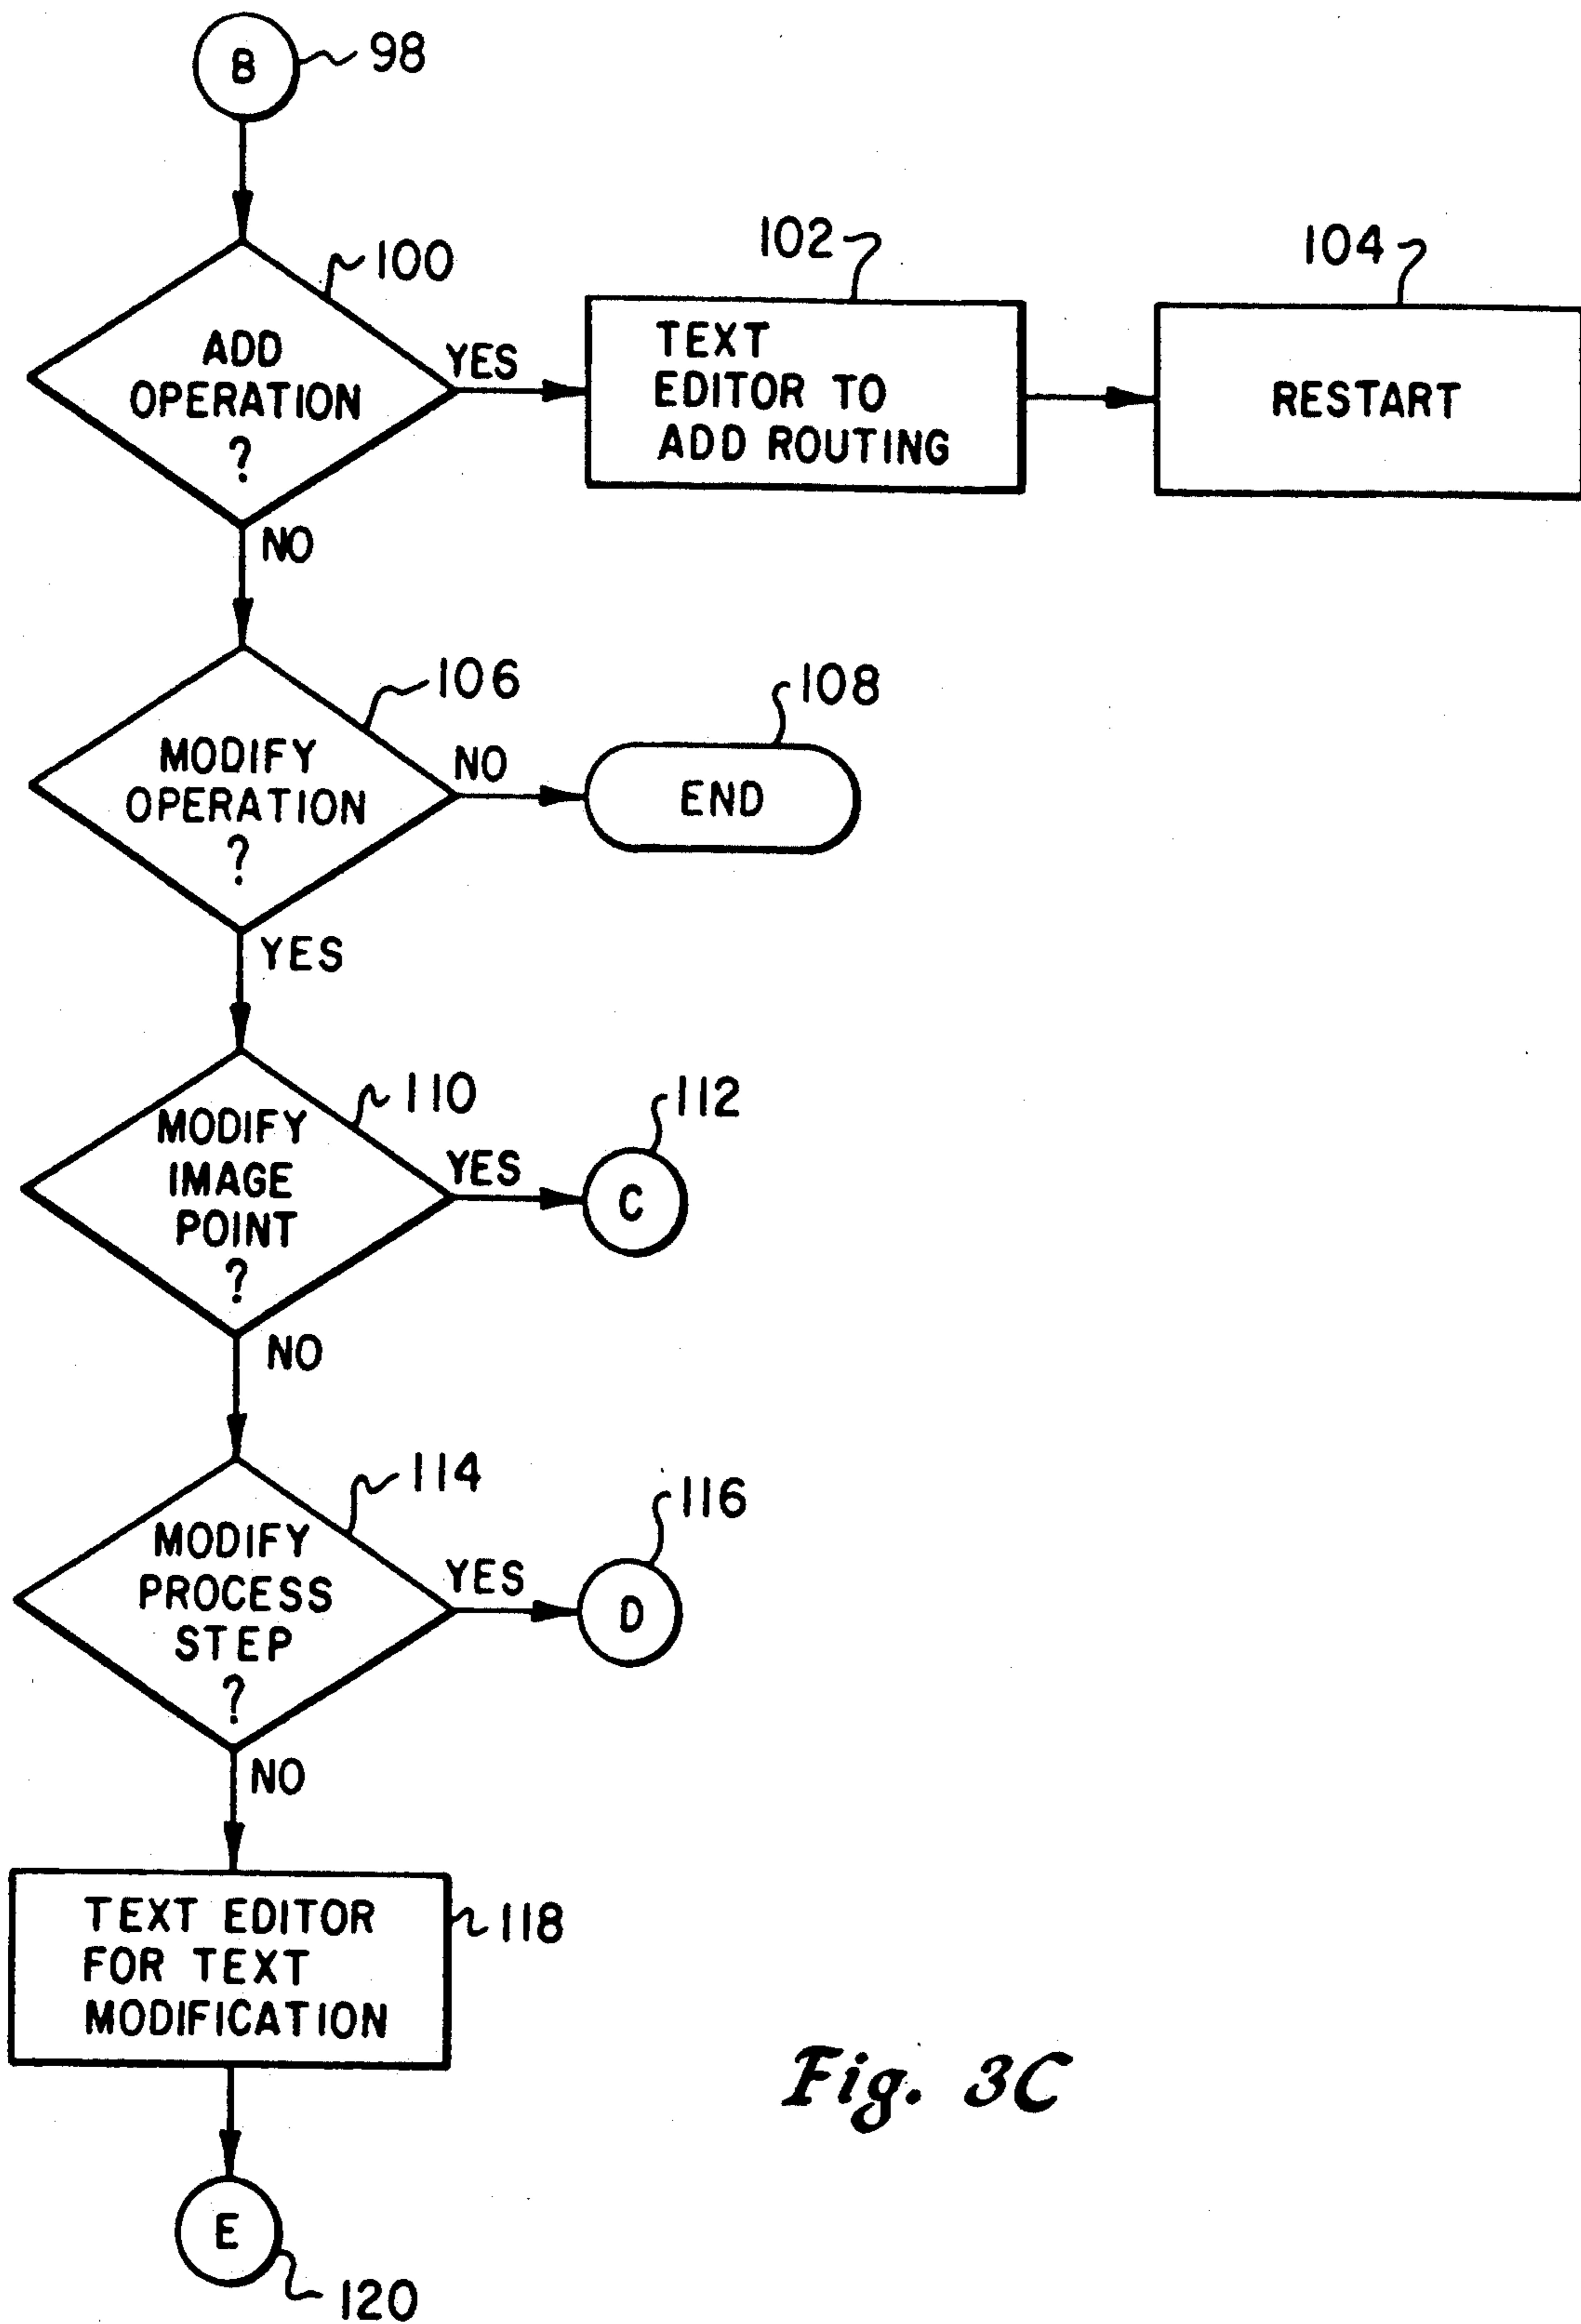 B
98
100
ADD
OPERATION
?
YES
102
TEXT
EDITOR TO
ADD ROUTING
104
RESTART
NO
106
MODIFY
OPERATION
?
NO
108
END
YES
110
MODIFY
IMAGE
POINT
?
YES
112
C
NO
114
MODIFY
PROCESS
STEP
?
YES
116
D
NO
118
TEXT EDITOR
FOR TEXT
MODIFICATION
E
120
Fig. 3C